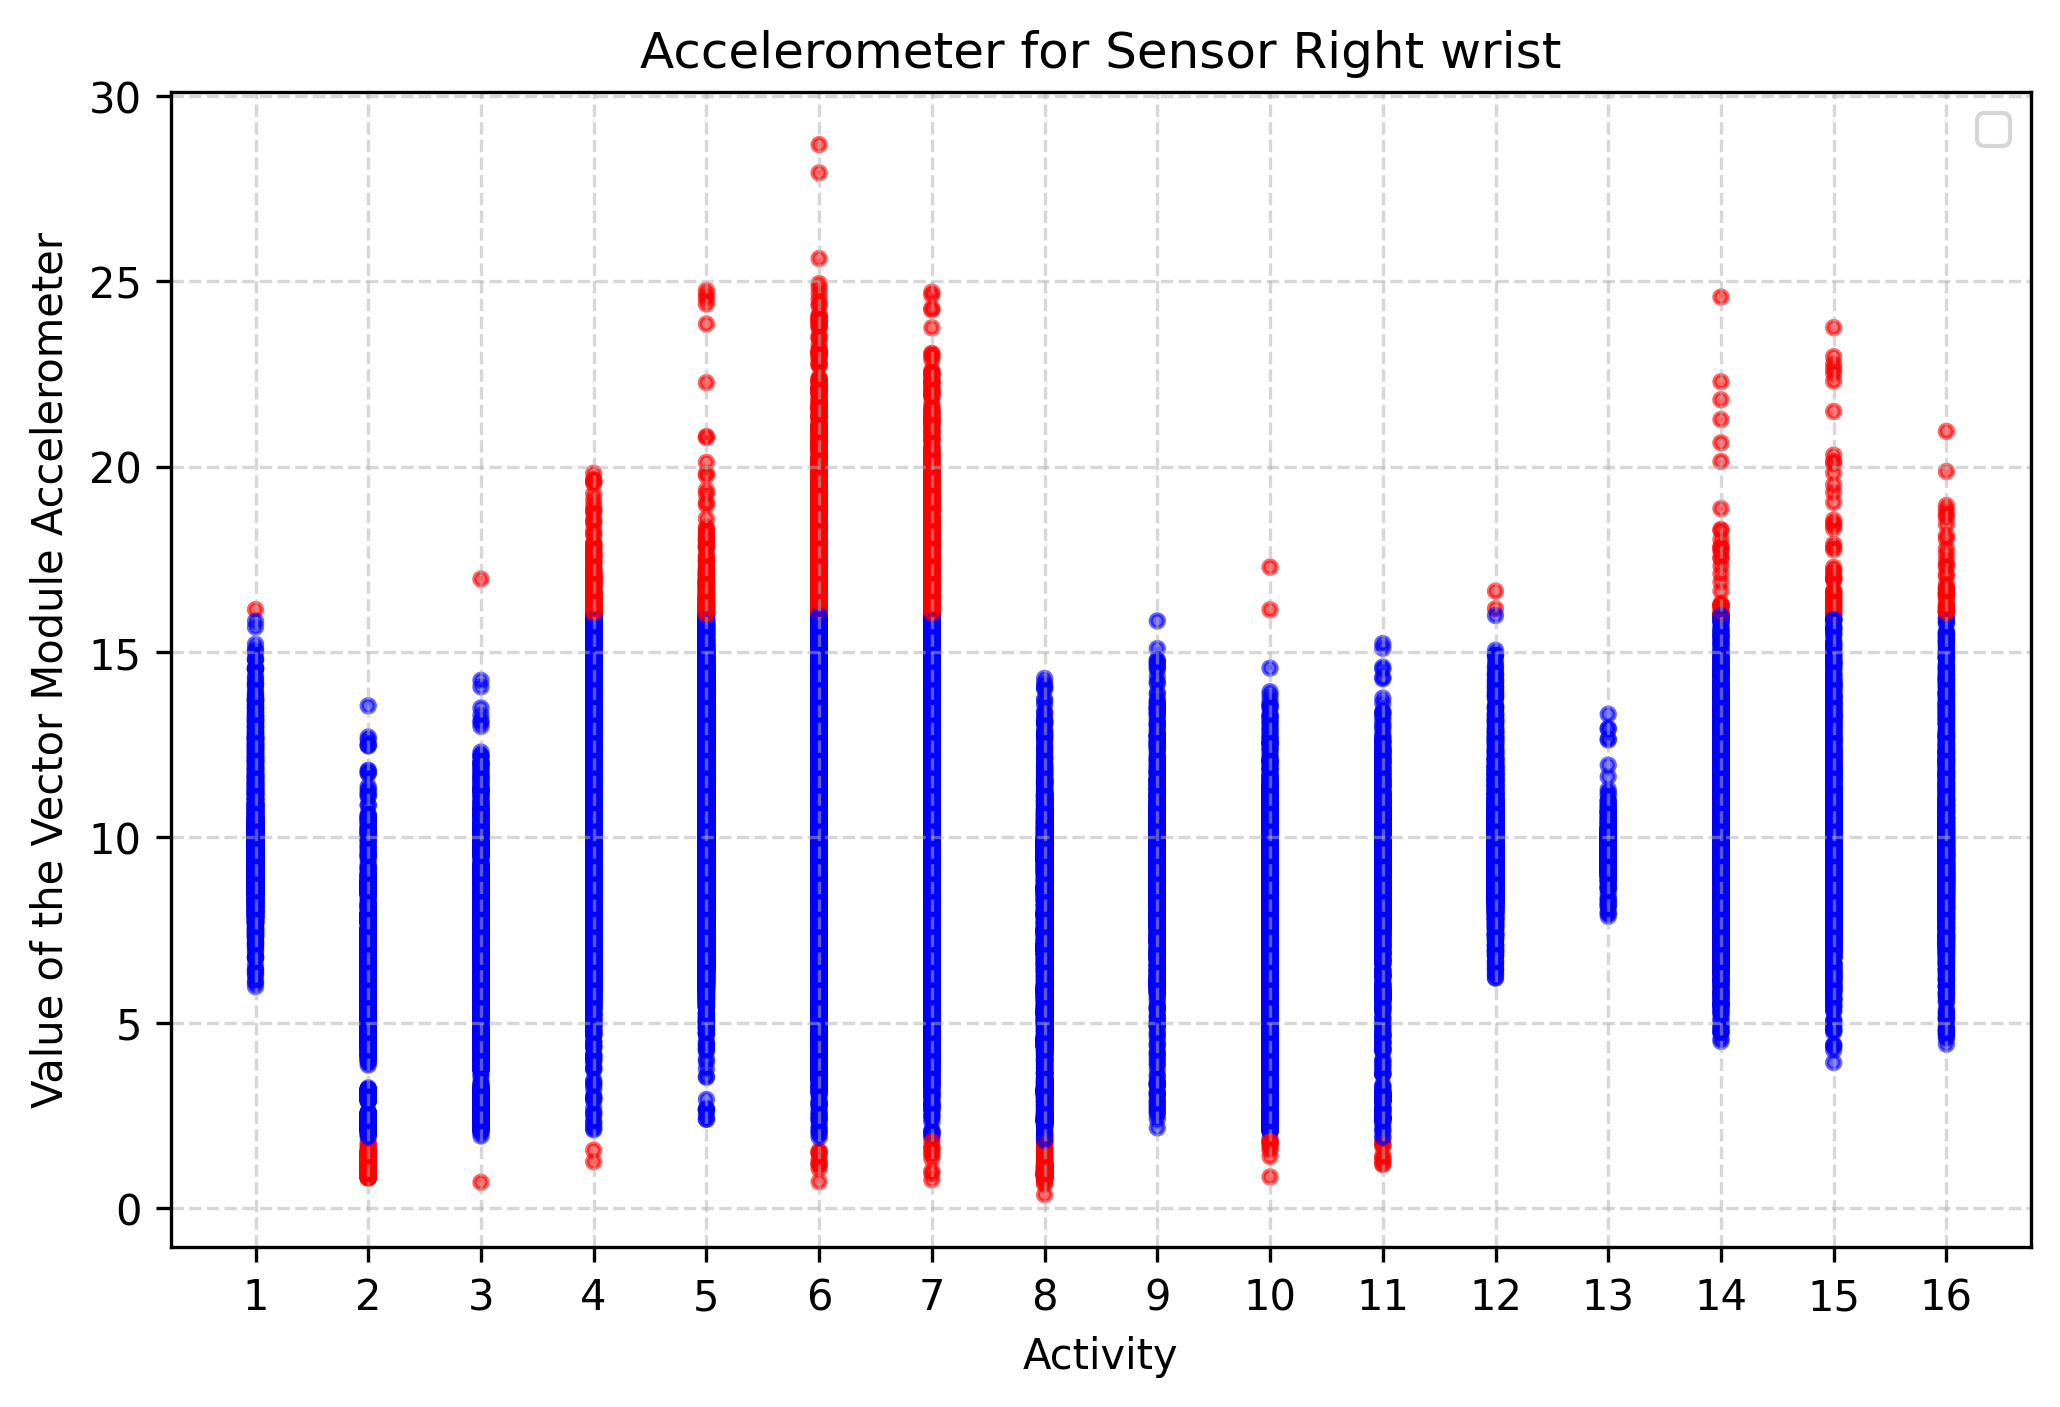 Accelerometer for Sensor Right wrist
Value of the Vector Module Accelerometer
30
25
20
15
10
5
0
1 2 3 4 5 6 7 8 9 10 11 12 13 14 15 16
Activity